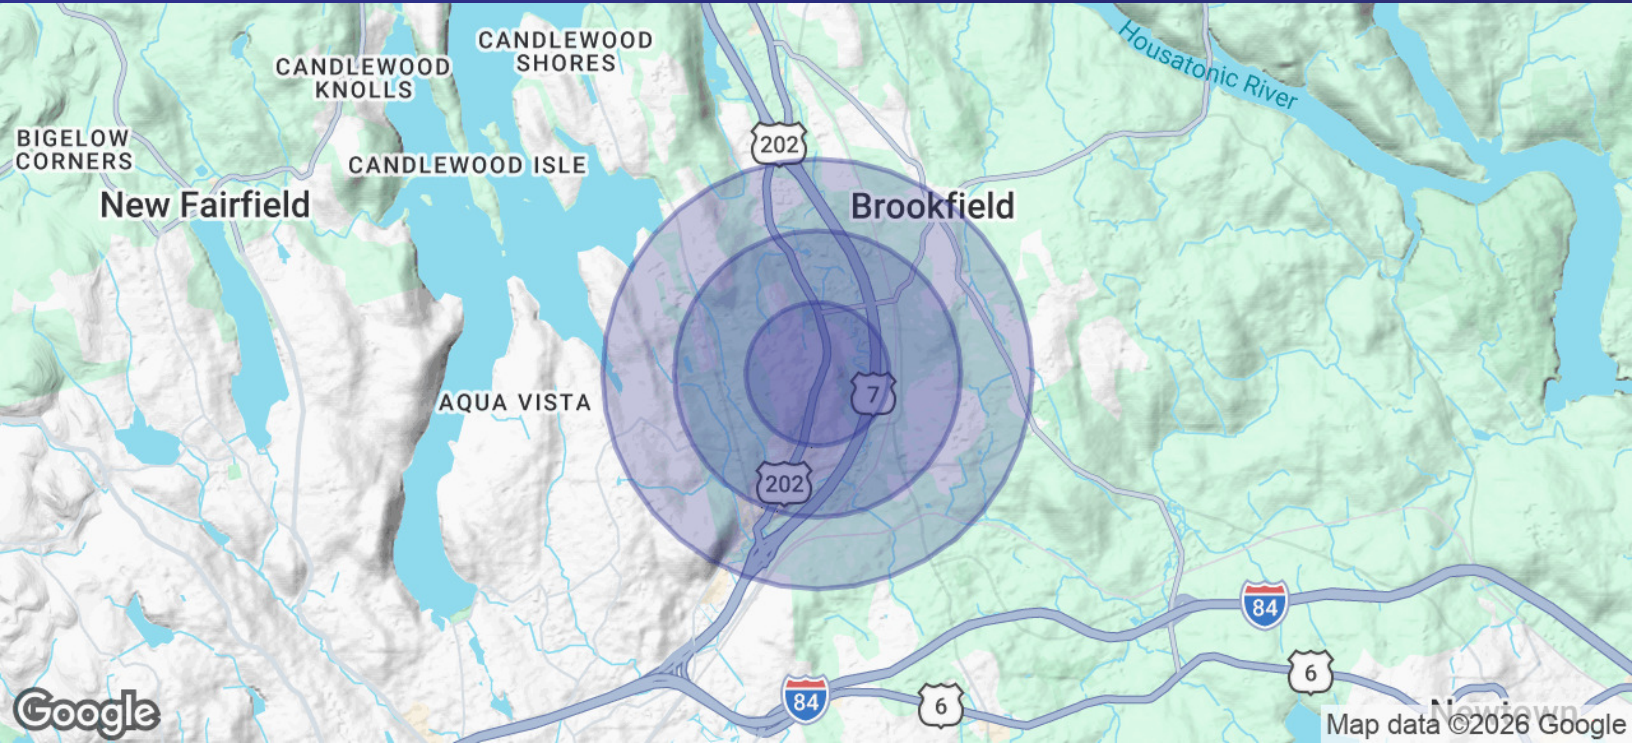 CANDLEWOOD
SHORES
CANDLEWOOD
KNOLLS
Housatonic River
BIGELOW
CORNERS
202
CANDLEWOOD ISLE
New Fairfield
Brookfield
7
AQUA VISTA
202
84
6
84
6
Newtown
Google
Map data ©2026 Google